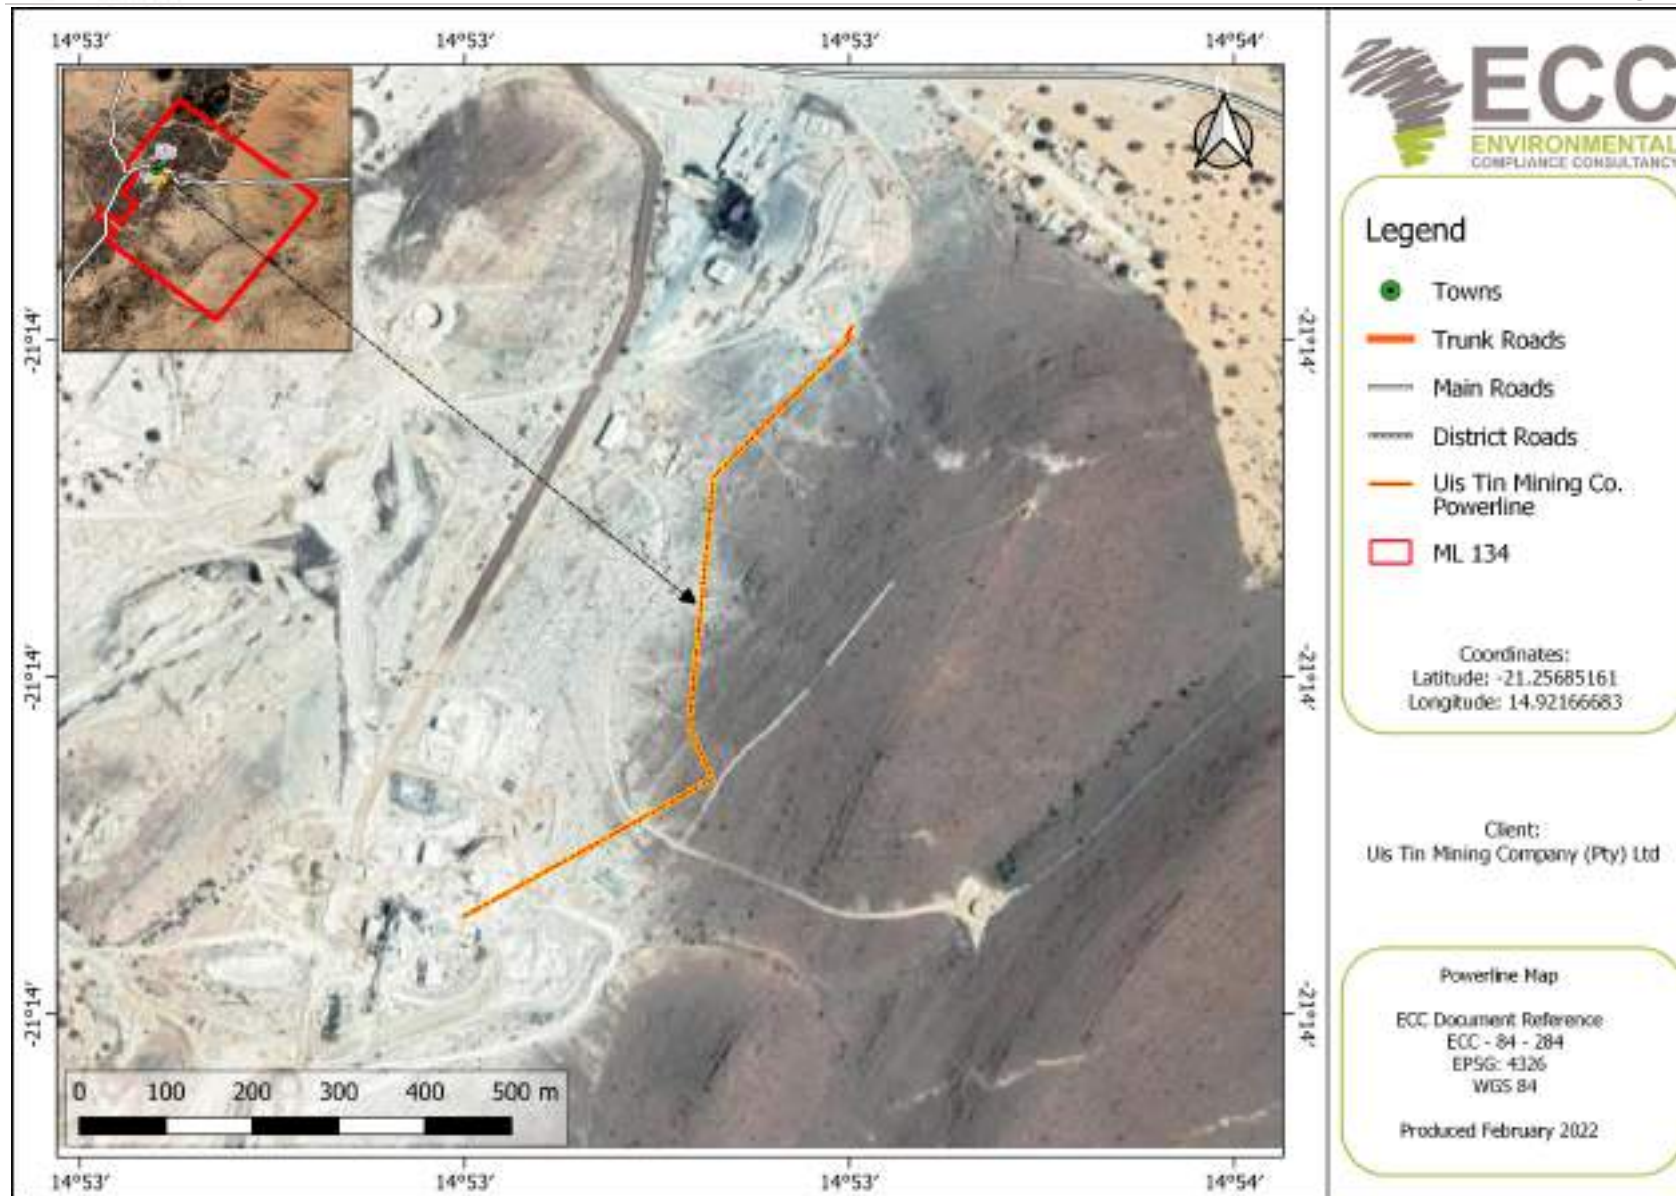 14°53'
14°53'
14°53'
14°54'
-21°14'
-21°14'
-21°14'
-21°14'
-21°14'
-21°14'
0 100 200 300 400 500 m
14°53'
14°53'
14°53'
14°54'
ECC
ENVIRONMENTAL
COMPLIANCE CONSULTANCY
Legend
Towns
Trunk Roads
Main Roads
District Roads
Uis Tin Mining Co.
Powerline
ML 134
Coordinates:
Latitude: -21.25685161
Longitude: 14.92166683
Client:
Uis Tin Mining Company (Pty) Ltd
Powerline Map
ECC Document Reference
ECC - 84 - 284
EPSG: 4326
WGS 84
Produced February 2022